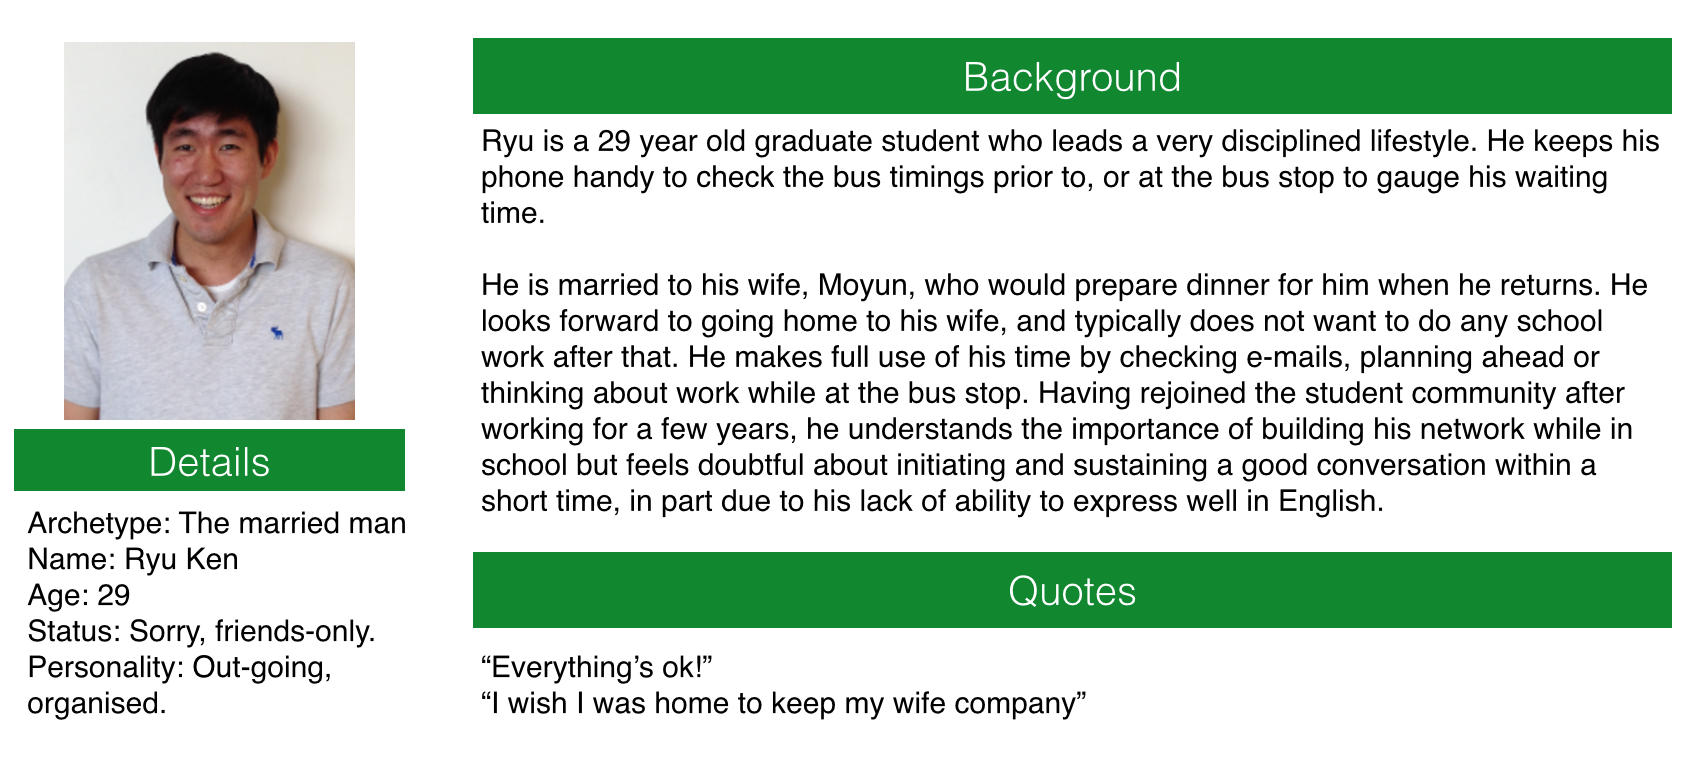 Background
Ryu is a 29 year old graduate student who leads a very disciplined lifestyle. He keeps his
phone handy to check the bus timings prior to, or at the bus stop to gauge his waiting
time.
He is married to his wife, Moyun, who would prepare dinner for him when he returns. He
looks forward to going home to his wife, and typically does not want to do any school
work after that. He makes full use of his time by checking e-mails, planning ahead or
thinking about work while at the bus stop. Having rejoined the student community after
working for a few years, he understands the importance of building his network while in
school but feels doubtful about initiating and sustaining a good conversation within a
short time, in part due to his lack of ability to express well in English.
Details
Archetype: The married man
Name: Ryu Ken
Age: 29
Status: Sorry, friends-only.
Personality: Out-going,
organised.
Quotes
“Everything’s ok!”
“I wish I was home to keep my wife company”